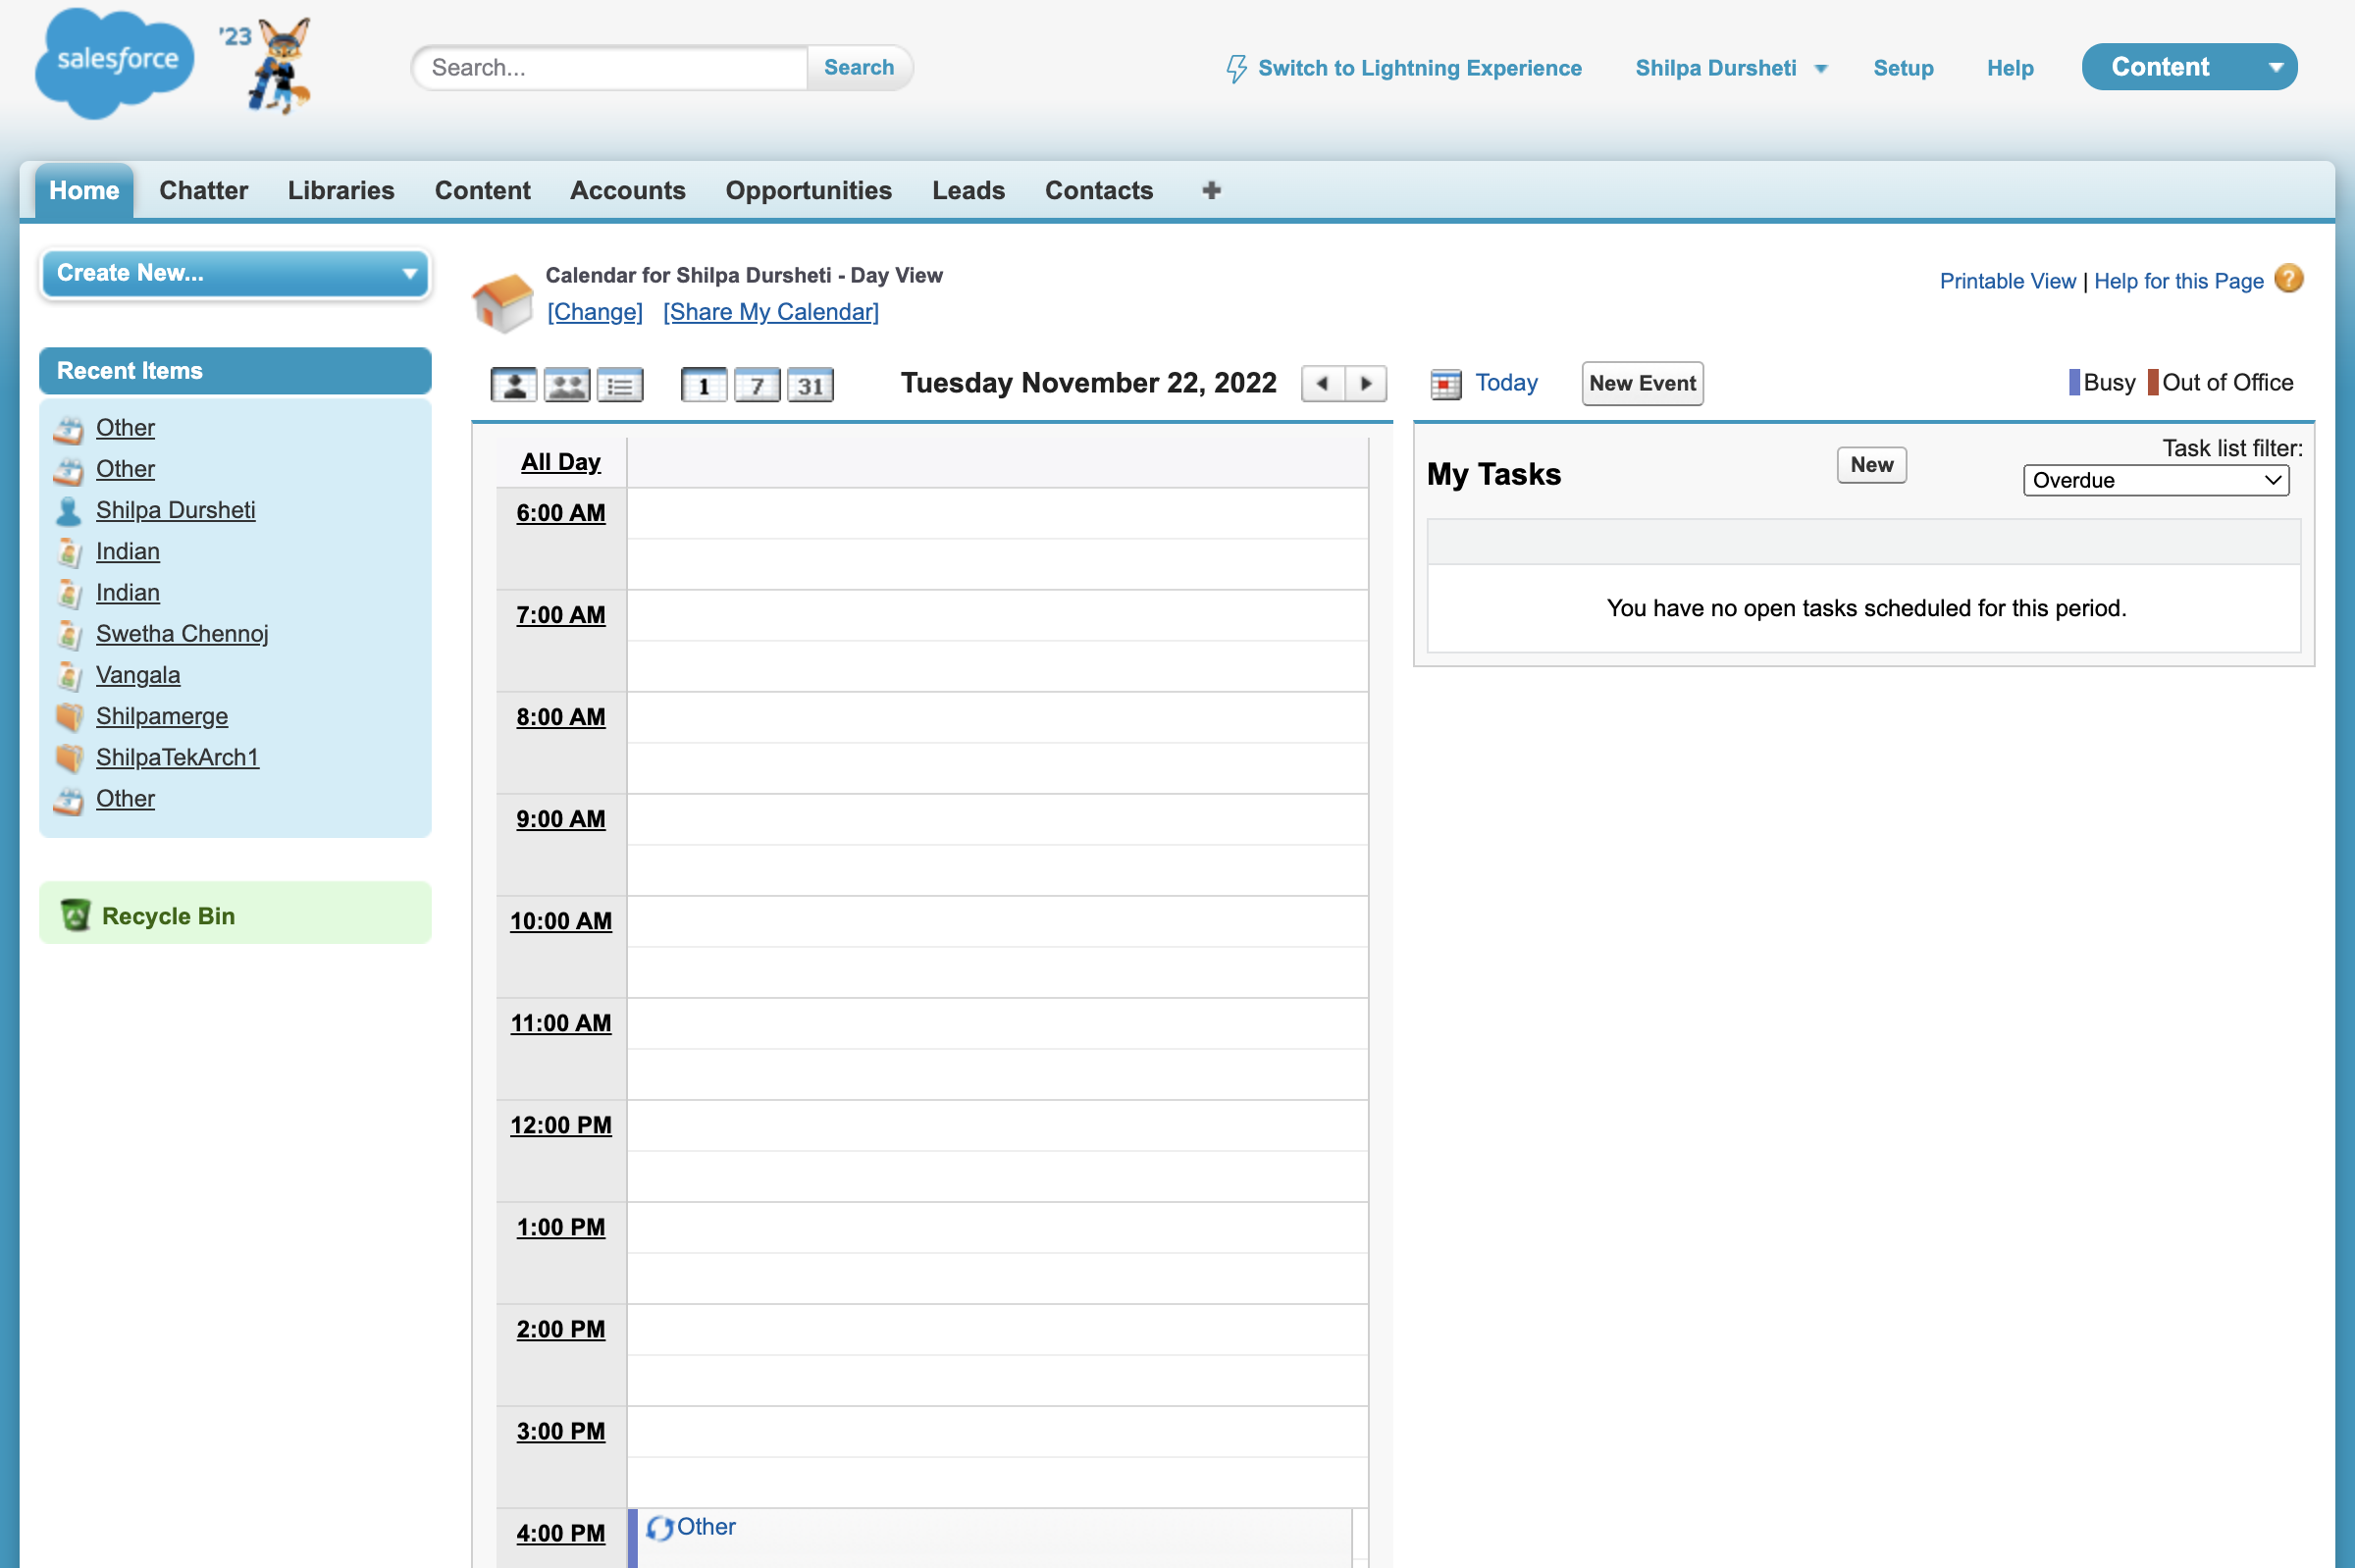 salesforce
'23
Search...
Search
Switch to Lightning Experience
Shilpa Dursheti
Setup
Help
Content
Home
Chatter
Libraries
Content
Accounts
Opportunities
Leads
Contacts
Create New...
Recent Items
Other
Other
Shilpa Dursheti
Indian
Indian
Swetha Chennoj
Vangala
Shilpamerge
ShilpaTekArch1
Other
Recycle Bin
Calendar for Shilpa Dursheti - Day View
[Change] [Share My Calendar]
Printable View | Help for this Page ?
1
7
31
Tuesday November 22, 2022
Today
New Event
Busy
Out of Office
All Day
6:00 AM
7:00 AM
8:00 AM
9:00 AM
10:00 AM
11:00 AM
12:00 PM
1:00 PM
2:00 PM
3:00 PM
4:00 PM
Other
My Tasks
New
Task list filter:
Overdue
You have no open tasks scheduled for this period.